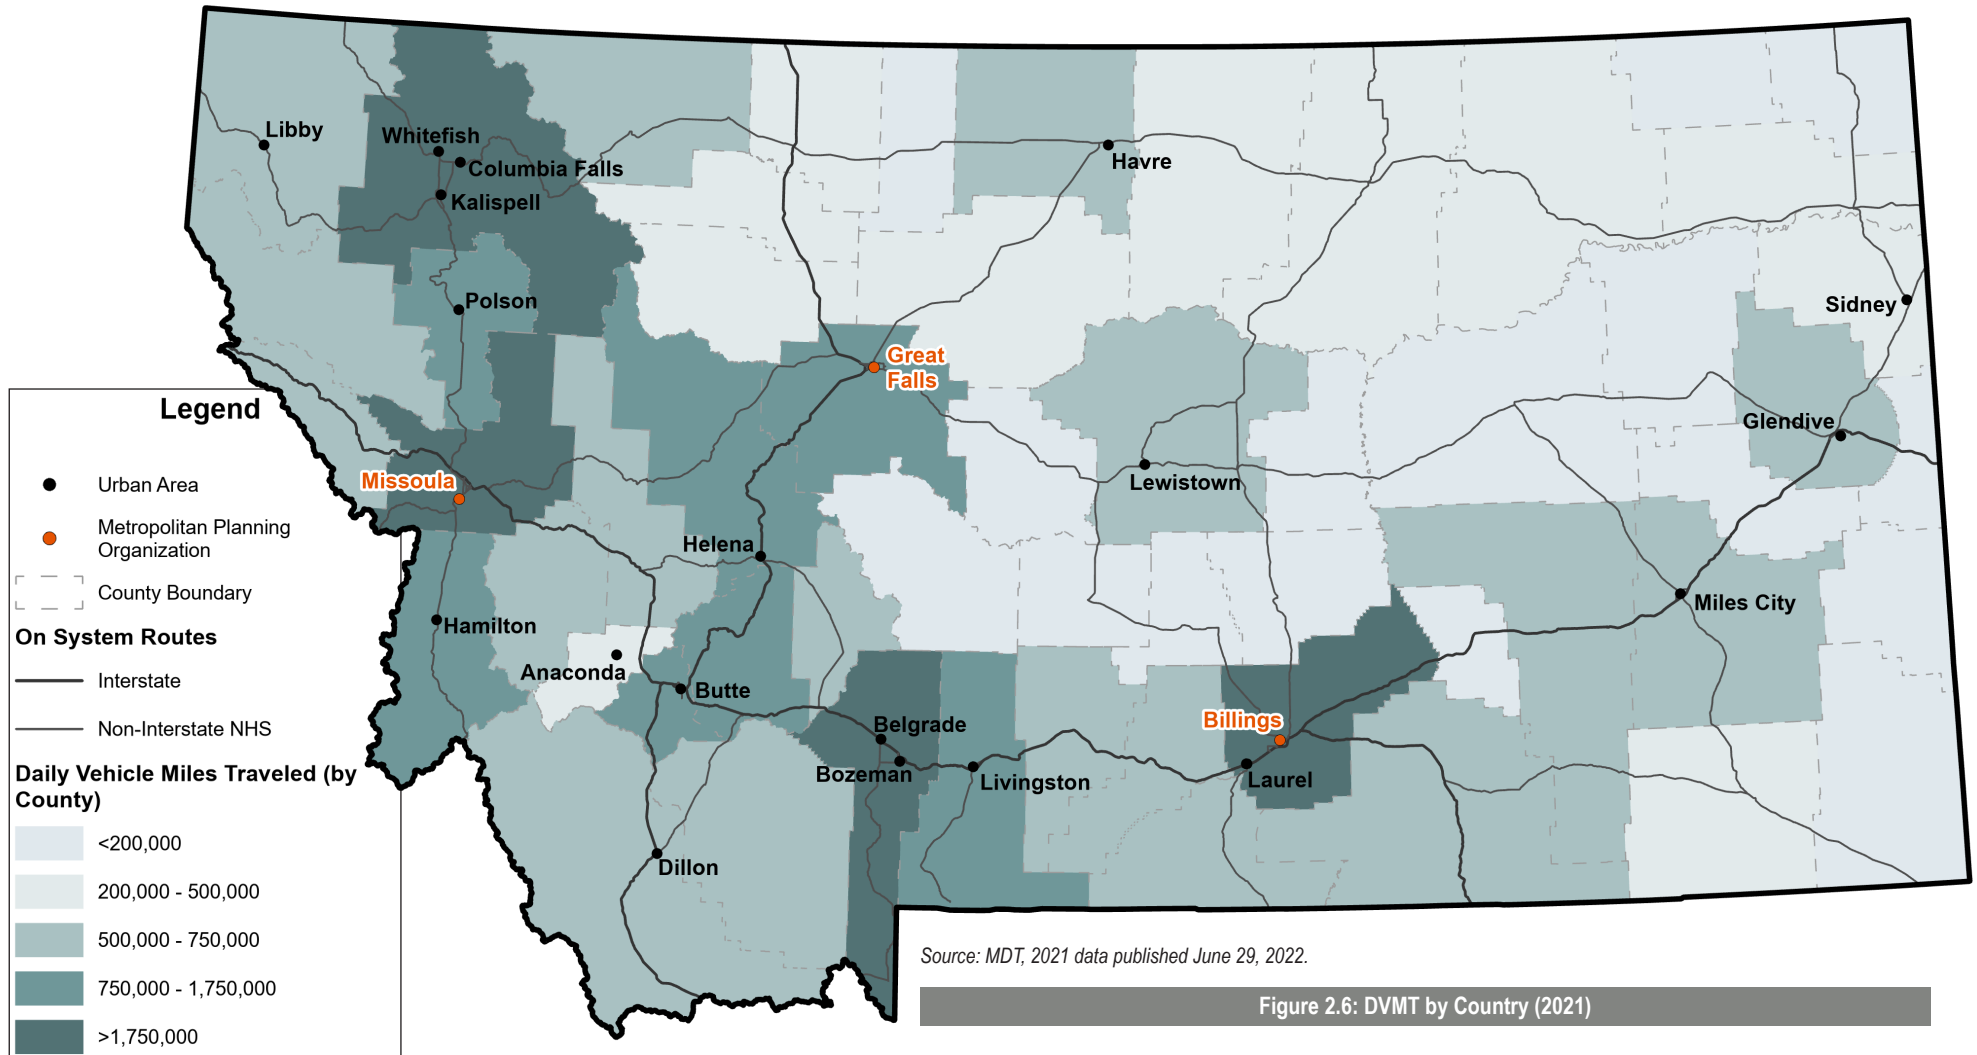 Libby
Whitefish
Columbia Falls
Kalispell
Havre
Polson
Sidney
Great
Falls
Legend
Glendive
Missoula
Lewistown
Urban Area
Metropolitan Planning
Organization
Helena
County Boundary
Miles City
Hamilton
On System Routes
Anaconda
Interstate
Butte
Non-Interstate NHS
Belgrade
Billings
Bozeman
Livingston
Laurel
Daily Vehicle Miles Traveled (by
County)
<200,000
Dillon
200,000 - 500,000
500,000 - 750,000
Source: MDT, 2021 data published June 29, 2022.
750,000 - 1,750,000
Figure 2.6: DVMT by Country (2021)
>1,750,000